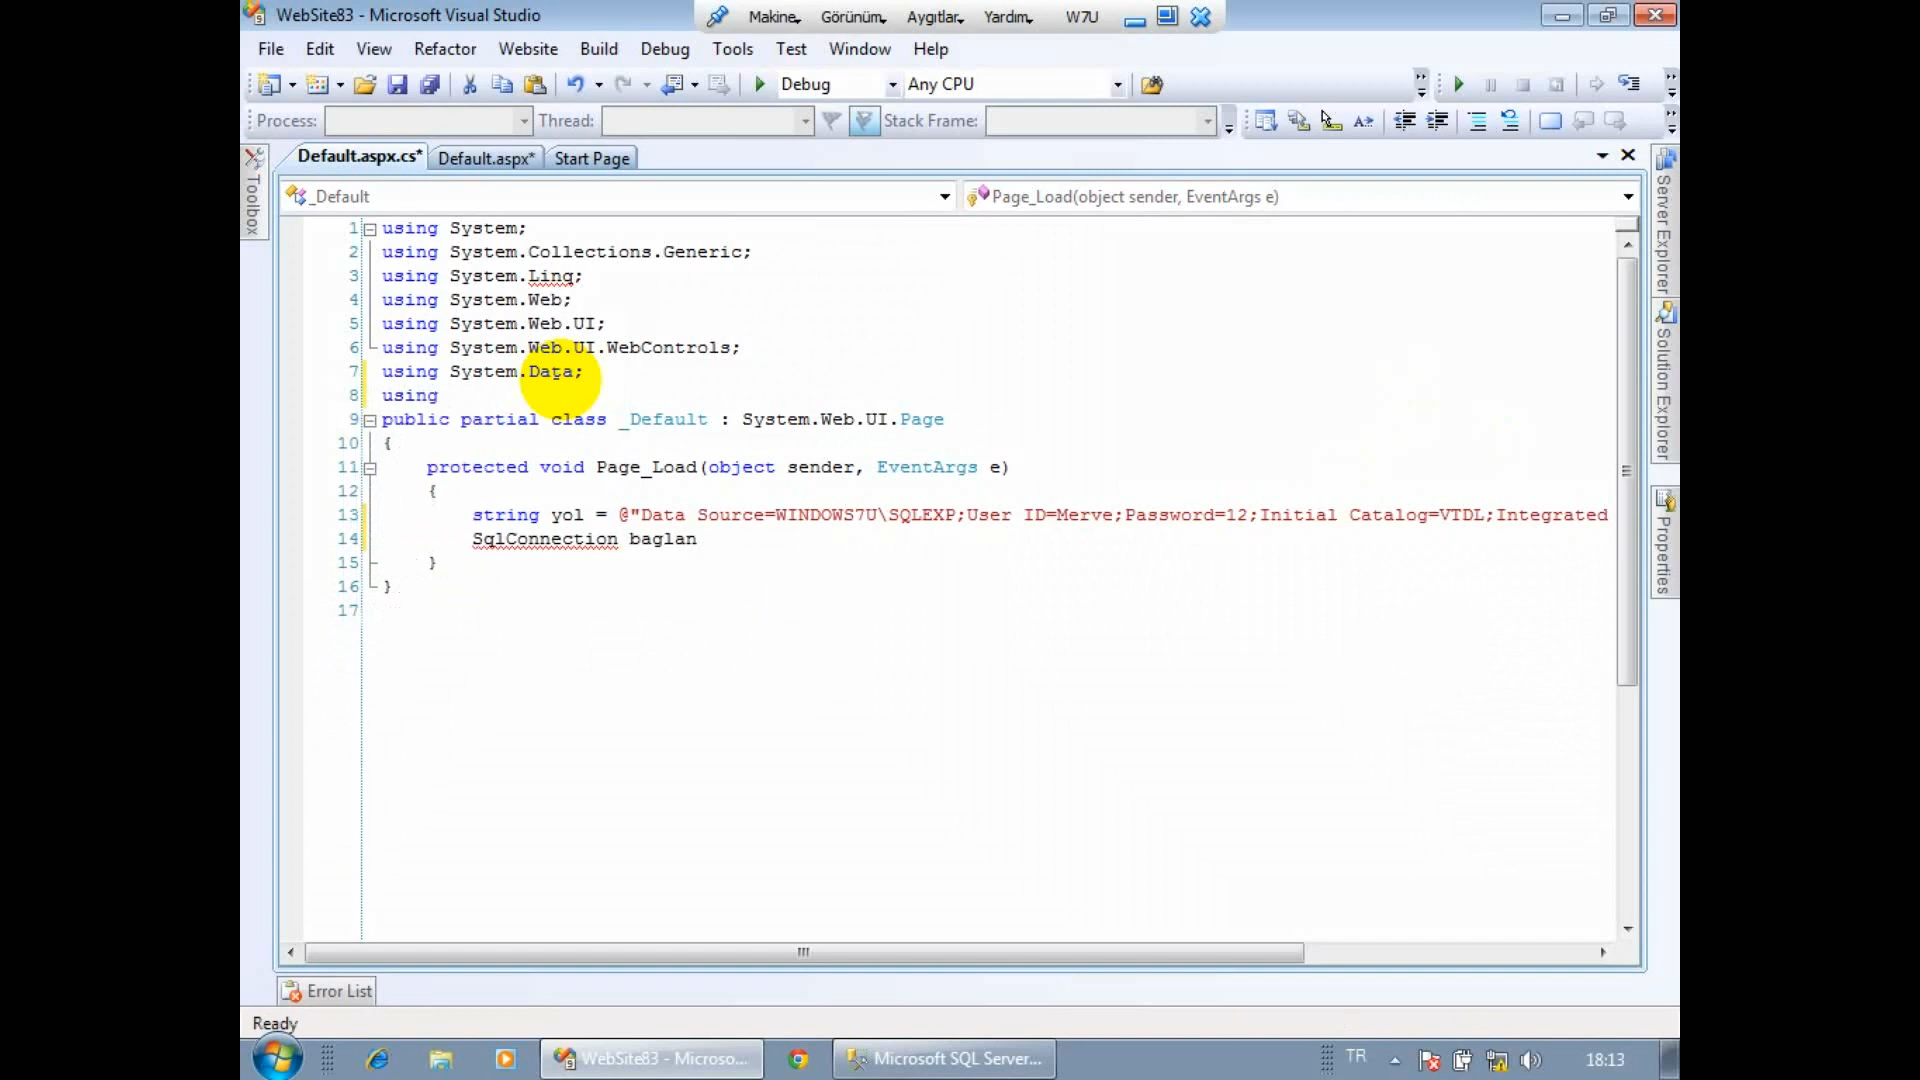 WebSite83 - Microsoft Visual Studio
Makine Görünüm Aygıtlar Yardım W7U
File Edit View Refactor Website Build Debug Tools Test Window Help
Debug Any CPU
Process: Thread: Stack Frame:
Default.aspx.cs* Default.aspx* Start Page
_Default Page_Load(object sender, EventArgs e)
Toolbox
Server Explorer
Solution Explorer
Properties
1 using System;
2 using System.Collections.Generic;
3 using System.Linq;
4 using System.Web;
5 using System.Web.UI;
6 using System.Web.UI.WebControls;
7 using System.Data;
8 using
9 public partial class _Default : System.Web.UI.Page
10 {
11 protected void Page_Load(object sender, EventArgs e)
12 {
13 string yol = @"Data Source=WINDOWS7U\SQLEXP;User ID=Merve;Password=12;Initial Catalog=VTDL;Integrated
14 SqlConnection baglan
15 }
16 }
17
Error List
Ready
WebSite83 - Microso... Microsoft SQL Server... TR 18:13